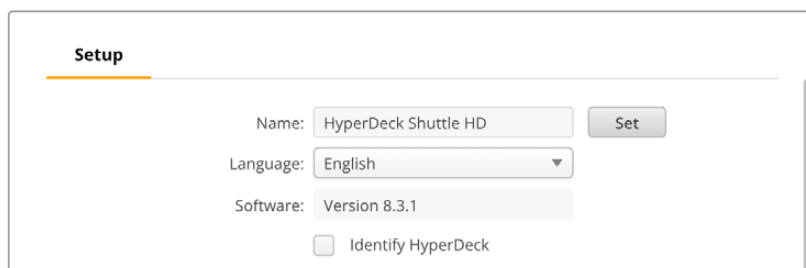 Setup
Name: HyperDeck Shuttle HD Set
Language: English
Software: Version 8.3.1
Identify HyperDeck